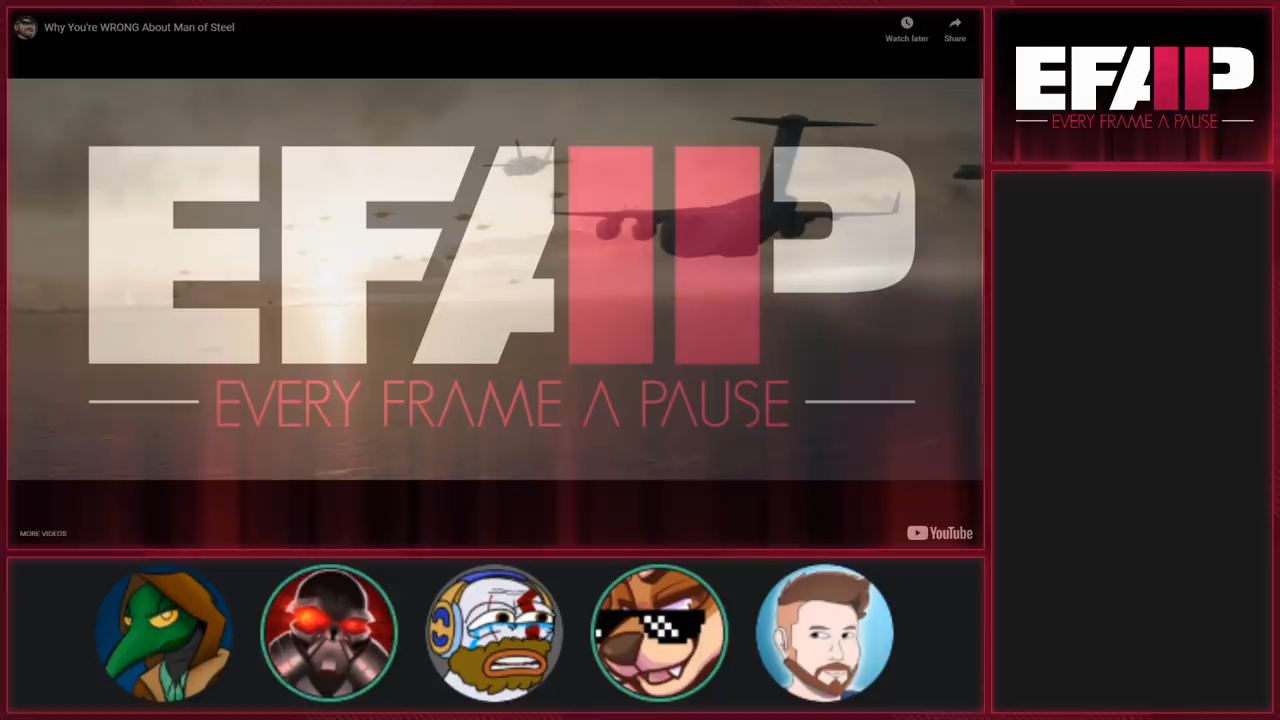 Why You're WRONG About Man of Steel
Watch later
Share
EFAP
EVERY FRAME A PAUSE
EFAP
EVERY FRAME A PAUSE
MORE VIDEOS
YouTube